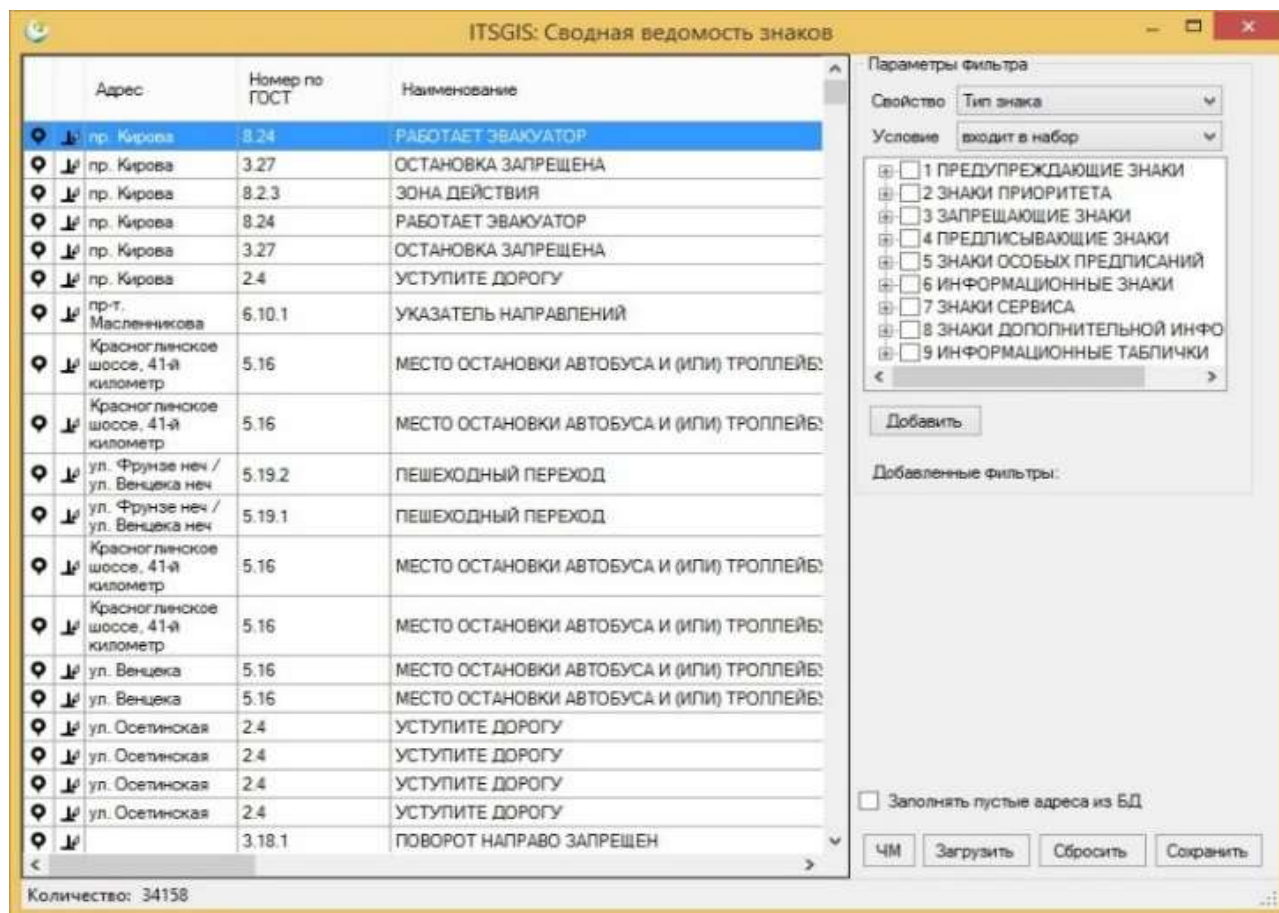 ITSGIS: Сводная ведомость знаков
Адрес Номер по ГОСТ Наименование
пр. Кирова 8.24 РАБОТАЕТ ЭВАКУАТОР
пр. Кирова 3.27 ОСТАНОВКА ЗАПРЕЩЕНА
пр. Кирова 8.2.3 ЗОНА ДЕЙСТВИЯ
пр. Кирова 8.24 РАБОТАЕТ ЭВАКУАТОР
пр. Кирова 3.27 ОСТАНОВКА ЗАПРЕЩЕНА
пр. Кирова 2.4 УСТУПИТЕ ДОРОГУ
пр-т. Масленникова 6.10.1 УКАЗАТЕЛЬ НАПРАВЛЕНИЙ
Красноглинское шоссе, 41-й километр 5.16 МЕСТО ОСТАНОВКИ АВТОБУСА И (ИЛИ) ТРОЛЛЕЙБ
Красноглинское шоссе, 41-й километр 5.16 МЕСТО ОСТАНОВКИ АВТОБУСА И (ИЛИ) ТРОЛЛЕЙБ
ул. Фрунзе неч / ул. Венцека неч 5.19.2 ПЕШЕХОДНЫЙ ПЕРЕХОД
ул. Фрунзе неч / ул. Венцека неч 5.19.1 ПЕШЕХОДНЫЙ ПЕРЕХОД
Красноглинское шоссе, 41-й километр 5.16 МЕСТО ОСТАНОВКИ АВТОБУСА И (ИЛИ) ТРОЛЛЕЙБ
Красноглинское шоссе, 41-й километр 5.16 МЕСТО ОСТАНОВКИ АВТОБУСА И (ИЛИ) ТРОЛЛЕЙБ
ул. Венцека 5.16 МЕСТО ОСТАНОВКИ АВТОБУСА И (ИЛИ) ТРОЛЛЕЙБ
ул. Венцека 5.16 МЕСТО ОСТАНОВКИ АВТОБУСА И (ИЛИ) ТРОЛЛЕЙБ
ул. Осетинская 2.4 УСТУПИТЕ ДОРОГУ
ул. Осетинская 2.4 УСТУПИТЕ ДОРОГУ
ул. Осетинская 2.4 УСТУПИТЕ ДОРОГУ
ул. Осетинская 2.4 УСТУПИТЕ ДОРОГУ
3.18.1 ПОВОРОТ НАПРАВО ЗАПРЕЩЕН
Количество: 34158
Параметры фильтра
Свойство Тип знака
Условие входит в набор
1 ПРЕДУПРЕЖДАЮЩИЕ ЗНАКИ
2 ЗНАКИ ПРИОРИТЕТА
3 ЗАПРЕЩАЮЩИЕ ЗНАКИ
4 ПРЕДПИСЫВАЮЩИЕ ЗНАКИ
5 ЗНАКИ ОСОБЫХ ПРЕДПИСАНИЙ
6 ИНФОРМАЦИОННЫЕ ЗНАКИ
7 ЗНАКИ СЕРВИСА
8 ЗНАКИ ДОПОЛНИТЕЛЬНОЙ ИНФО
9 ИНФОРМАЦИОННЫЕ ТАБЛИЧКИ
Добавить
Добавленные фильтры:
Заполнять пустые адреса из БД
ЧМ Загрузить Сбросить Сохранить